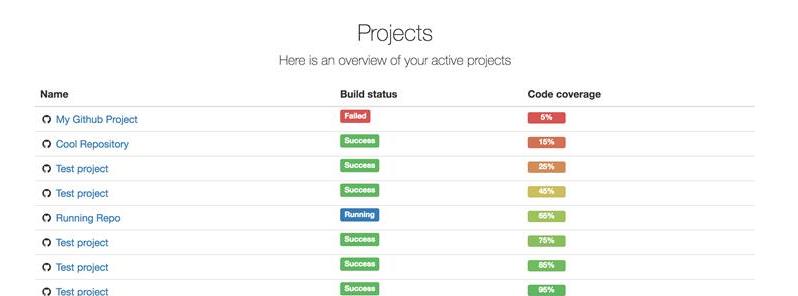 Projects
Here is an overview of your active projects
Name Build status Code coverage
My Github Project Failed 5%
Cool Repository Success 15%
Test project Success 25%
Test project Success 45%
Running Repo Running 65%
Test project Success 75%
Test project Success 85%
Test project Success 95%